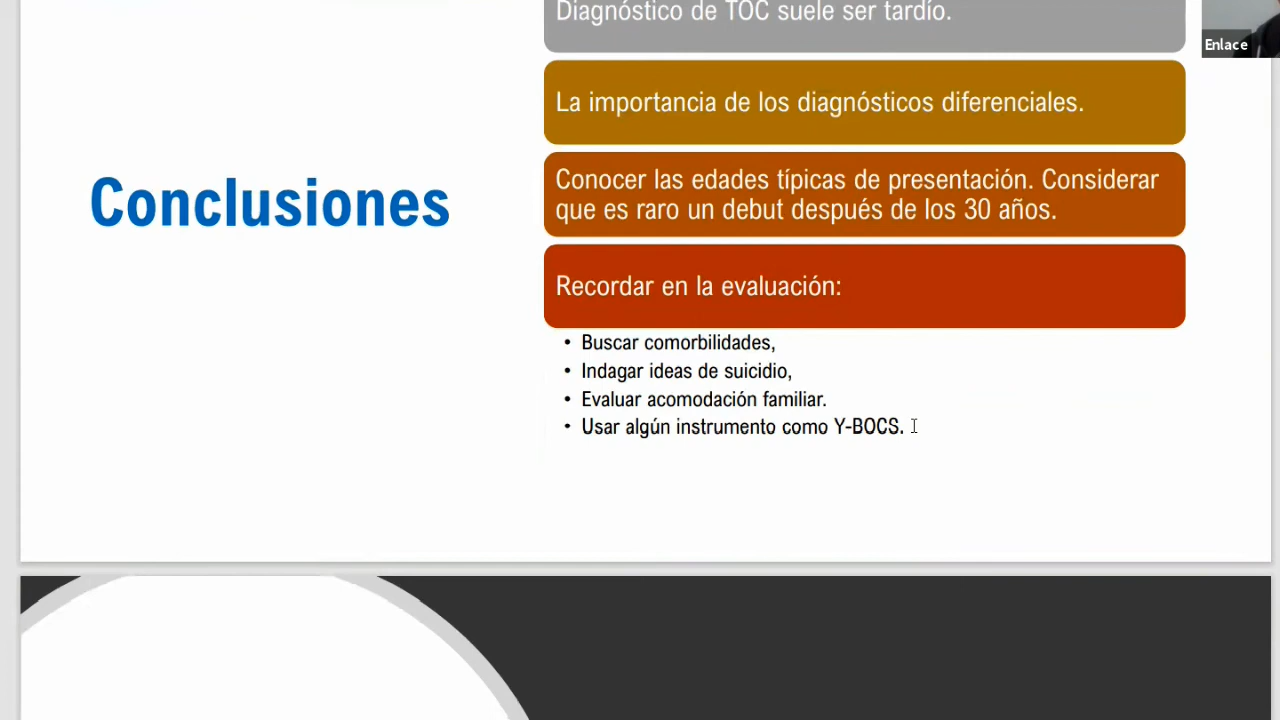 Diagnóstico de TOC suele ser tardío.
Enlace
La importancia de los diagnósticos diferenciales.
Conclusiones
Conocer las edades típicas de presentación. Considerar
que es raro un debut después de los 30 años.
Recordar en la evaluación:
• Buscar comorbilidades,
• Indagar ideas de suicidio,
• Evaluar acomodación familiar.
• Usar algún instrumento como Y-BOCS.